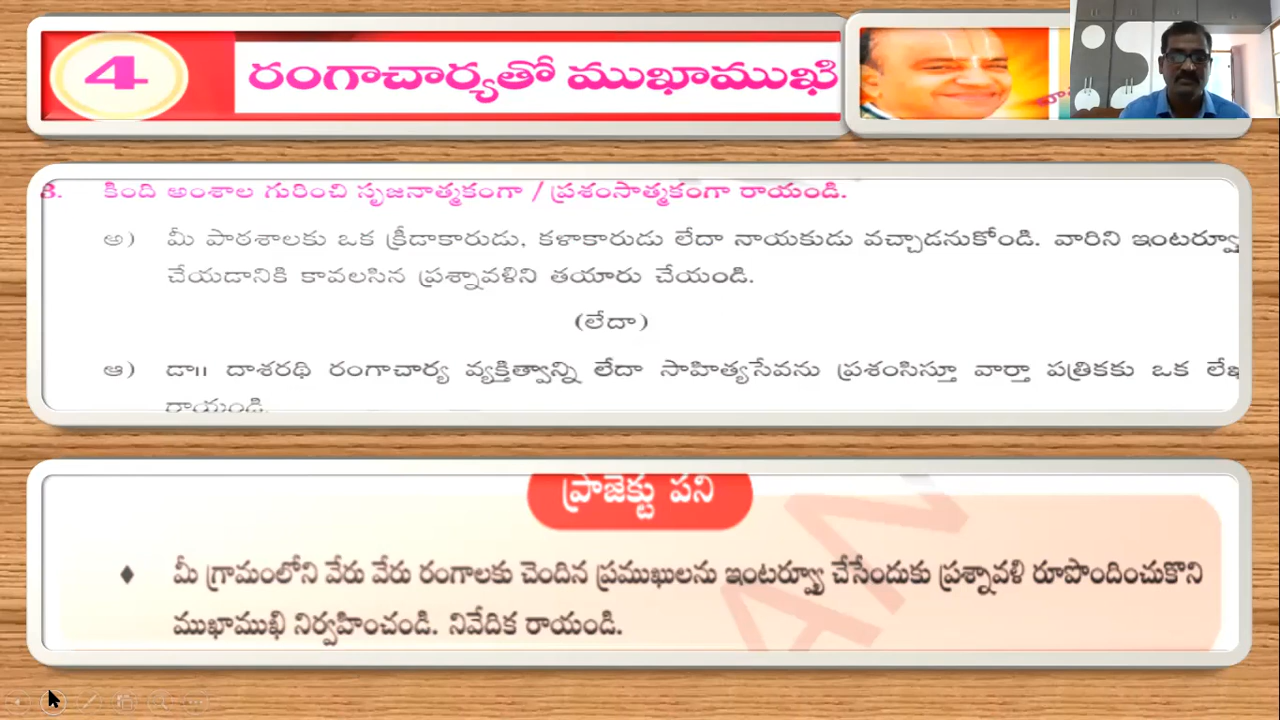 4
రంగాచార్యతో ముఖాముఖి
3. కింది అంశాల గురించి సృజనాత్మకంగా / ప్రశంసాత్మకంగా రాయండి.
అ) మీ పాఠశాలకు ఒక క్రీడాకారుడు, కళాకారుడు లేదా నాయకుడు వచ్చాడనుకోండి. వారిని ఇంటర్వ్యూ
చేయడానికి కావలసిన ప్రశ్నావళిని తయారు చేయండి.
(లేదా)
ఆ) డా॥ దాశరథి రంగాచార్య వ్యక్తిత్వాన్ని లేదా సాహిత్యసేవను ప్రశంసిస్తూ వార్తా పత్రికకు ఒక
రాయండి.
ప్రాజెక్టు పని
♦ మీ గ్రామంలోని వేరు వేరు రంగాలకు చెందిన ప్రముఖులను ఇంటర్వ్యూ చేసేందుకు ప్రశ్నావళి రూపొందించుకొని
ముఖాముఖి నిర్వహించండి. నివేదిక రాయండి.